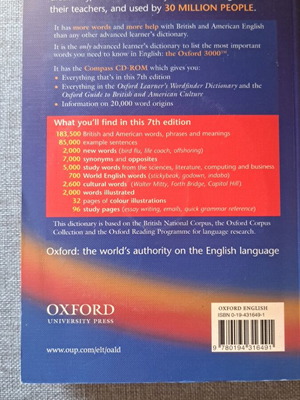 their teachers, and used by 30 MILLION PEOPLE.
It has more words and more help with British and American English
than any other advanced learner's dictionary.
It is the only advanced learner's dictionary to list the most important
words you need to know in English: the Oxford 3000™.
It has the Compass CD-ROM which gives you:
• Everything that's in this 7th edition
• Everything in the Oxford Learner's Wordfinder Dictionary and the
Oxford Guide to British and American Culture
• Information on 20,000 word origins
What you'll find in this 7th edition
183,500 British and American words, phrases and meanings
85,000 example sentences
2,000 new words (bird flu, life coach, offshoring)
7,000 synonyms and opposites
5,000 study words from the sciences, literature, computing and business
700 World English words (stickybeak, godown, indaba)
2,600 cultural words (Walter Mitty, Forth Bridge, Capitol Hill)
2,000 words illustrated
32 pages of colour illustrations
96 study pages (essay writing, emails, quick grammar reference)
This dictionary is based on the British National Corpus, the Oxford Corpus
Collection and the Oxford Reading Programme for language research.
Oxford: the world's authority on the English language
OXFORD
UNIVERSITY PRESS
www.oup.com/elt/oald
OXFORD ENGLISH
ISBN 0-19-431649-1
9 780194 316491